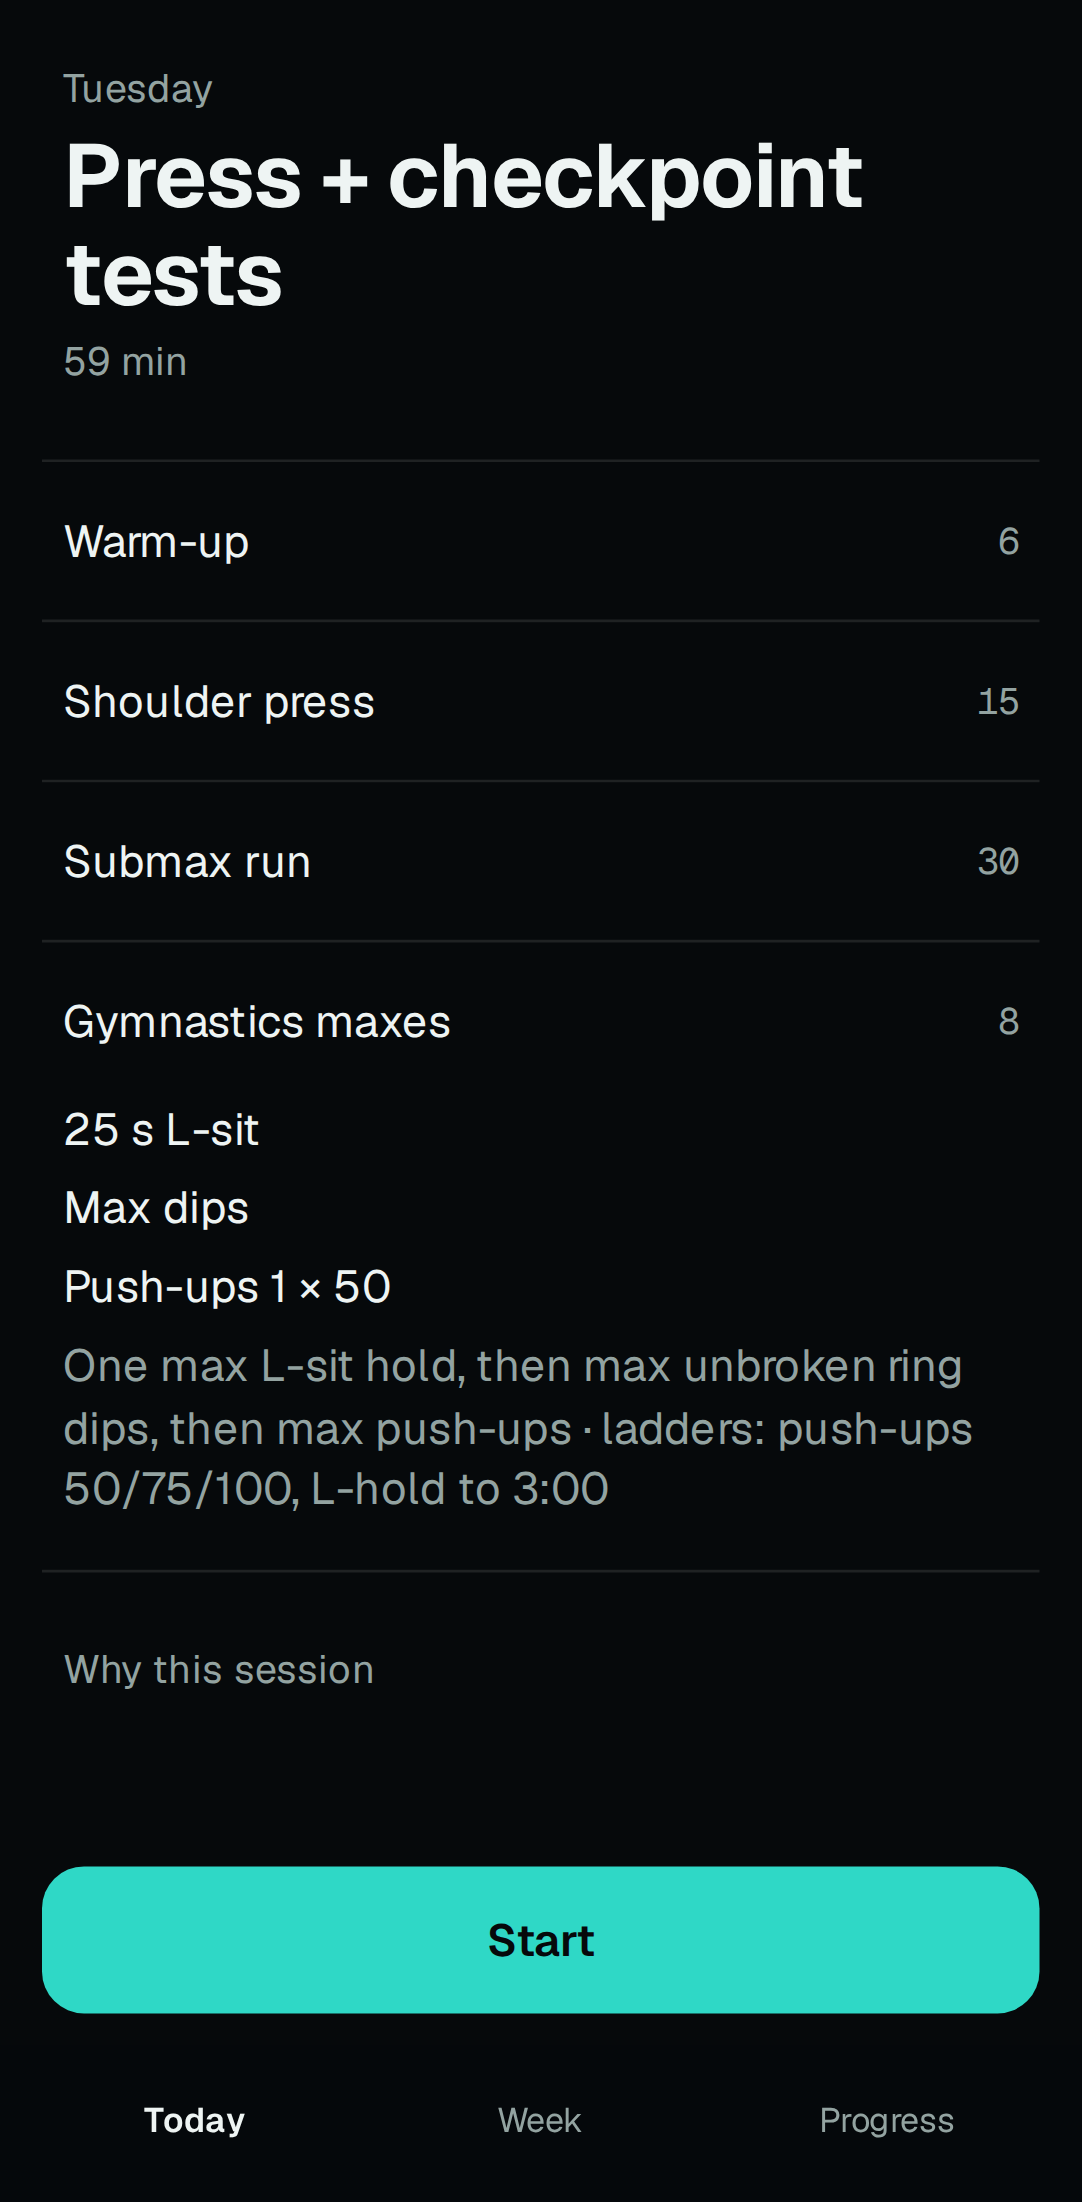 Tuesday
Press + checkpoint
tests
59 min
Warm-up 6
Shoulder press 15
Submax run 30
Gymnastics maxes 8
25 s L-sit
Max dips
Push-ups 1 × 50
One max L-sit hold, then max unbroken ring
dips, then max push-ups · ladders: push-ups
50/75/100, L-hold to 3:00
Why this session
Start
Today Week Progress